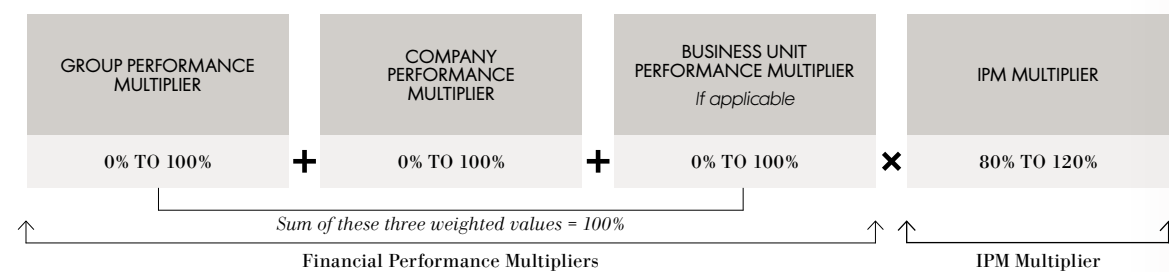 GROUP PERFORMANCE
MULTIPLIER
0% TO 100%
+
COMPANY
PERFORMANCE
MULTIPLIER
0% TO 100%
+
BUSINESS UNIT
PERFORMANCE MULTIPLIER
If applicable
0% TO 100%
×
IPM MULTIPLIER
80% TO 120%
Sum of these three weighted values = 100%
Financial Performance Multipliers
IPM Multiplier